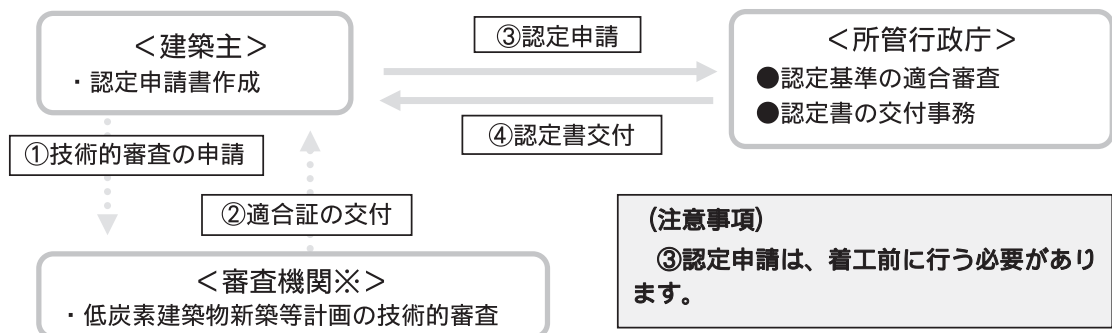 ＜建築主＞
・認定申請書作成
③認定申請
＜所管行政庁＞
●認定基準の適合審査
●認定書の交付事務
④認定書交付
①技術的審査の申請
②適合証の交付
＜審査機関※＞
・低炭素建築物新築等計画の技術的審査
(注意事項)
③認定申請は、着工前に行う必要があり
ます。